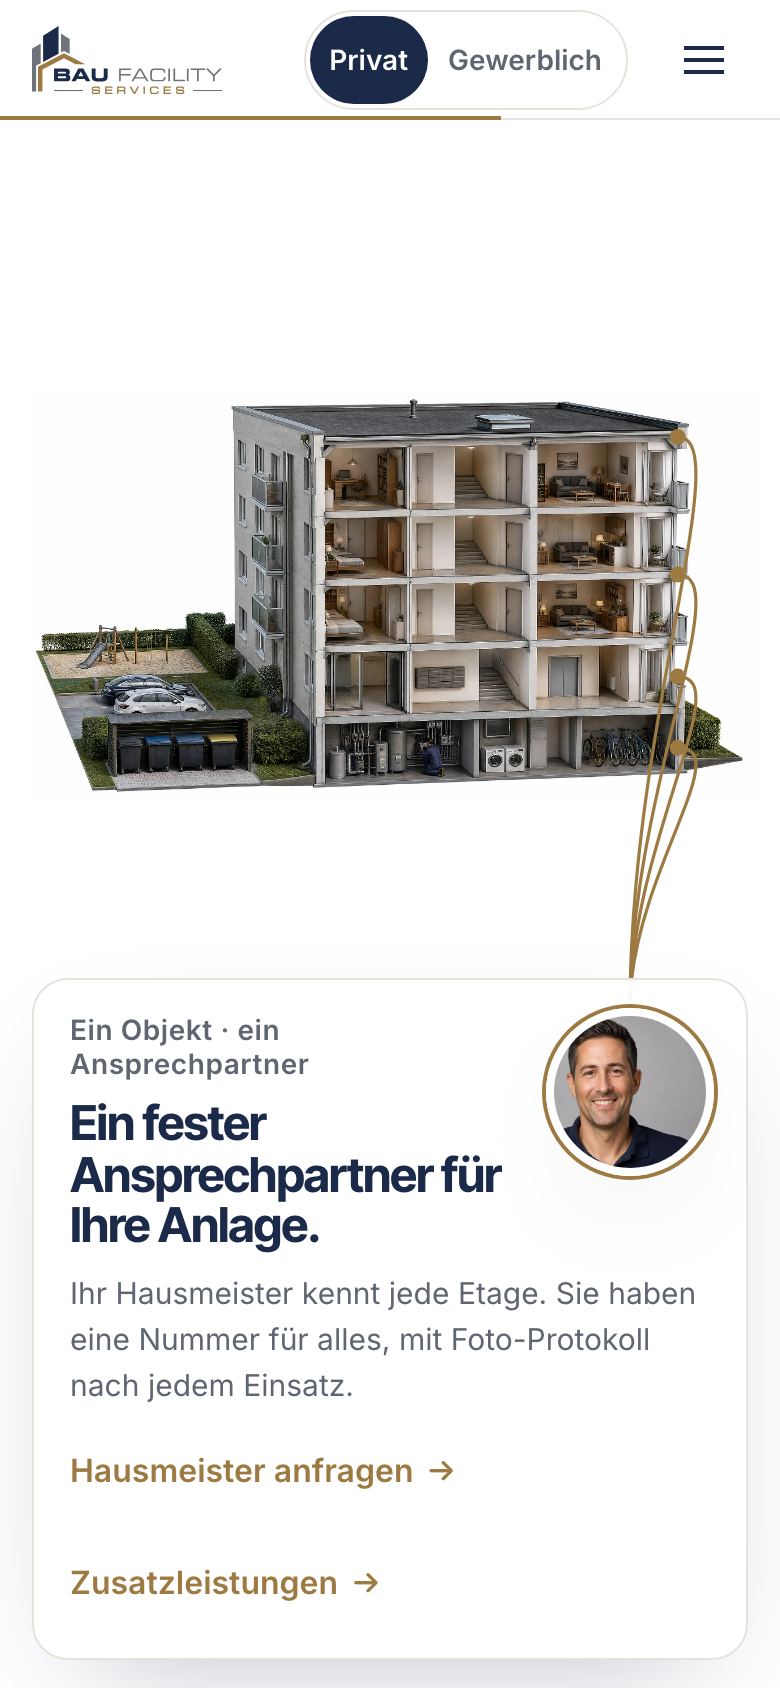 BAU FACILITY
SERVICES
Privat
Gewerblich
Ein Objekt · ein
Ansprechpartner
Ein fester
Ansprechpartner für
Ihre Anlage.
Ihr Hausmeister kennt jede Etage. Sie haben
eine Nummer für alles, mit Foto-Protokoll
nach jedem Einsatz.
Hausmeister anfragen →
Zusatzleistungen →